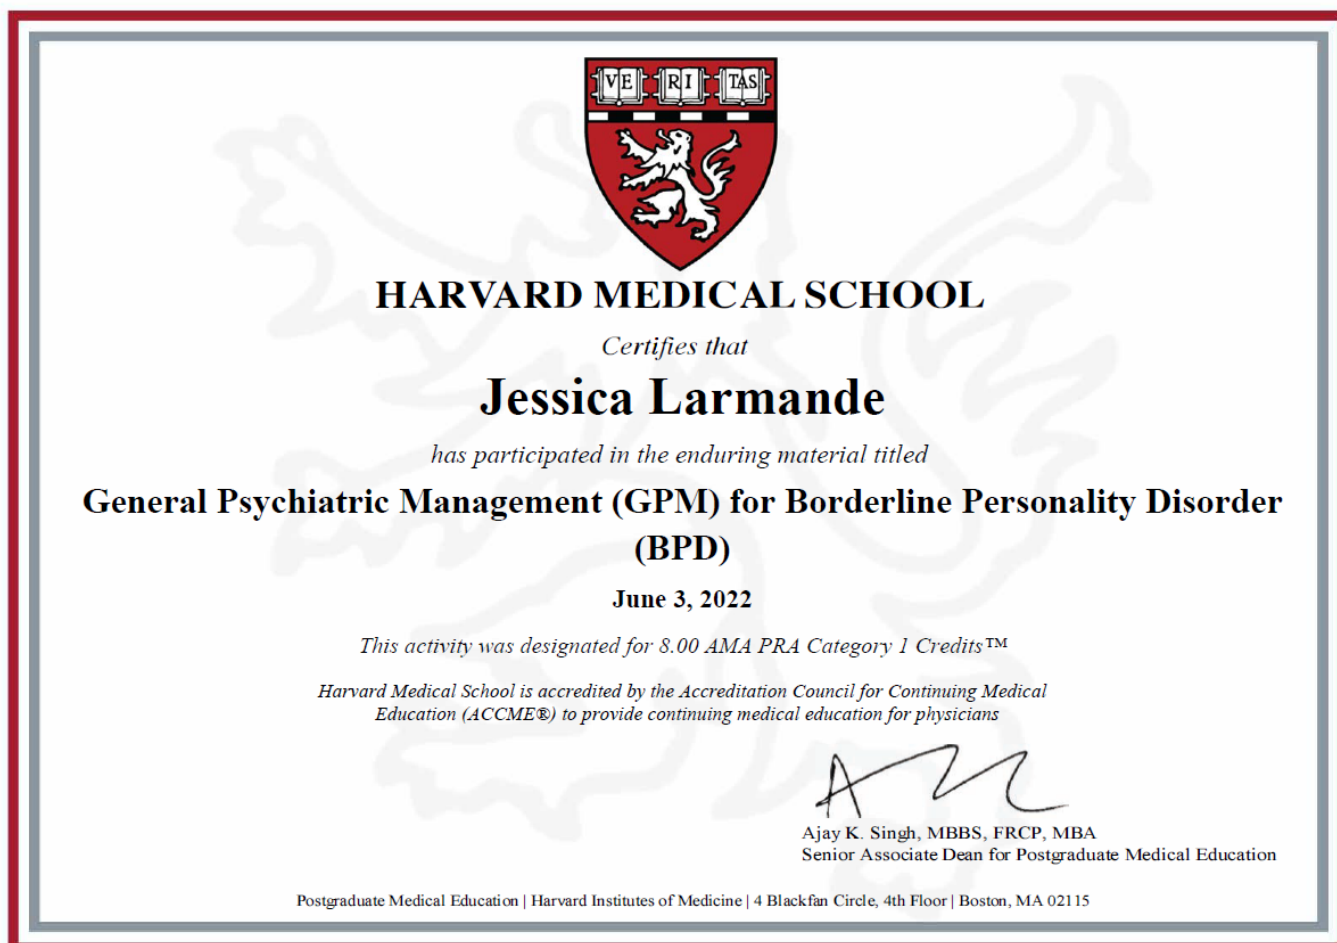 VE RI TAS
HARVARD MEDICAL SCHOOL
Certifies that
Jessica Larmande
has participated in the enduring material titled
General Psychiatric Management (GPM) for Borderline Personality Disorder
(BPD)
June 3, 2022
This activity was designated for 8.00 AMA PRA Category 1 Credits™
Harvard Medical School is accredited by the Accreditation Council for Continuing Medical
Education (ACCME®) to provide continuing medical education for physicians
Ajay K. Singh, MBBS, FRCP, MBA
Senior Associate Dean for Postgraduate Medical Education
Postgraduate Medical Education | Harvard Institutes of Medicine | 4 Blackfan Circle, 4th Floor | Boston, MA 02115